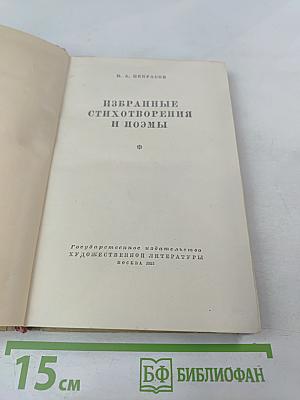 Н. А. НЕКРАСОВ
ИЗБРАННЫЕ
СТИХОТВОРЕНИЯ
И ПОЭМЫ
Государственное издательство
ХУДОЖЕСТВЕННОЙ ЛИТЕРАТУРЫ
МОСКВА
15 см
БФ БИБЛИОФАН